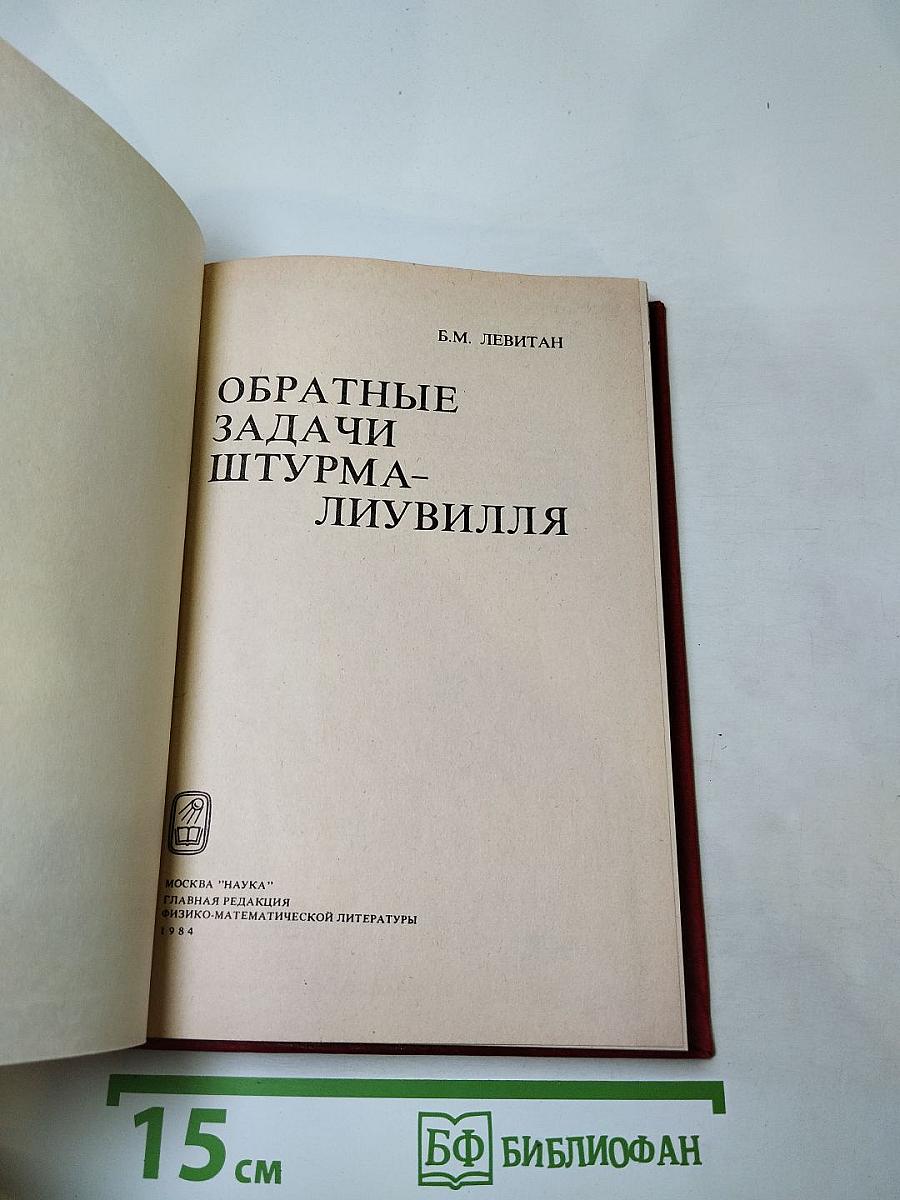 Б.М. ЛЕВИТАН
ОБРАТНЫЕ
ЗАДАЧИ
ШТУРМА–
ЛИУВИЛЛЯ
МОСКВА "НАУКА"
ГЛАВНАЯ РЕДАКЦИЯ
ФИЗИКО-МАТЕМАТИЧЕСКОЙ ЛИТЕРАТУРЫ
1984
15 см
БФ БИБЛИОФАН